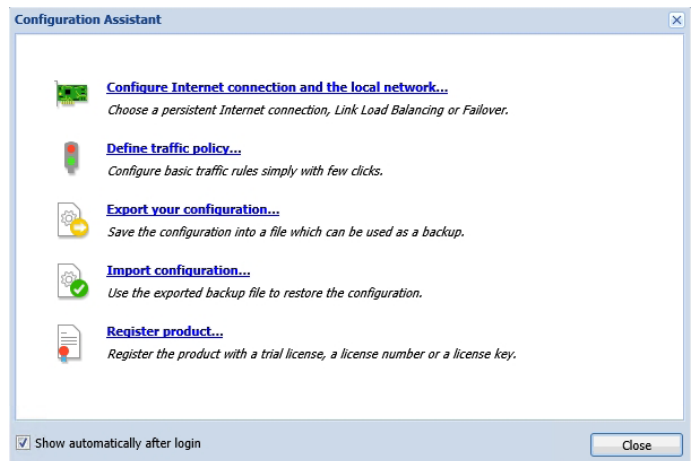 Configuration Assistant
Configure Internet connection and the local network...
Choose a persistent Internet connection, Link Load Balancing or Failover.
Define traffic policy...
Configure basic traffic rules simply with few clicks.
Export your configuration...
Save the configuration into a file which can be used as a backup.
Import configuration...
Use the exported backup file to restore the configuration.
Register product...
Register the product with a trial license, a license number or a license key.
Show automatically after login
Close